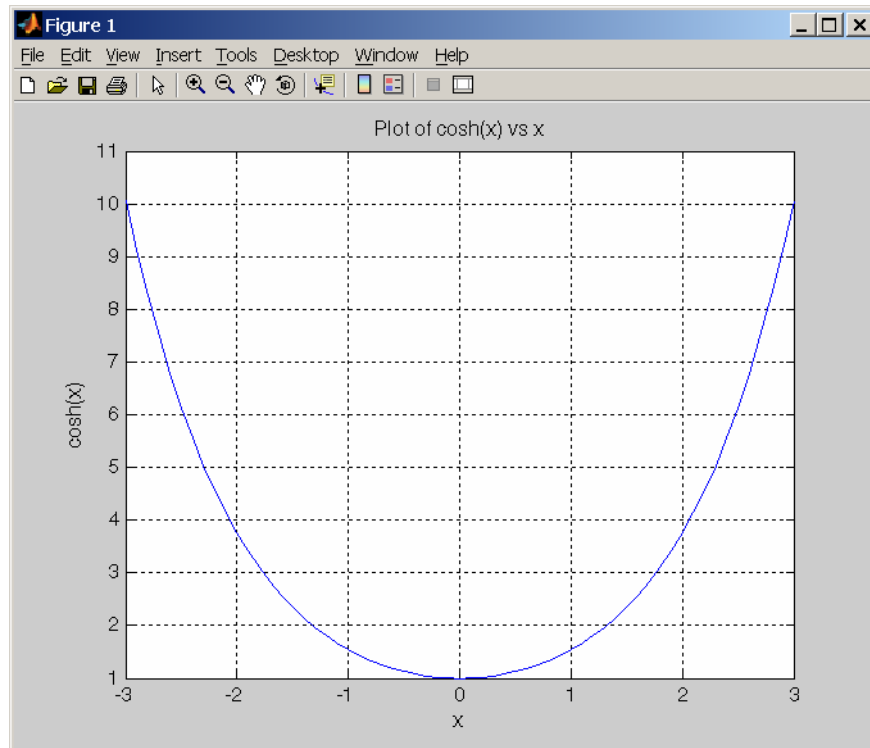 Figure 1
File Edit View Insert Tools Desktop Window Help
Plot of cosh(x) vs x
11
10
9
8
7
6
5
4
3
2
1
cosh(x)
-3 -2 -1 0 1 2 3
x